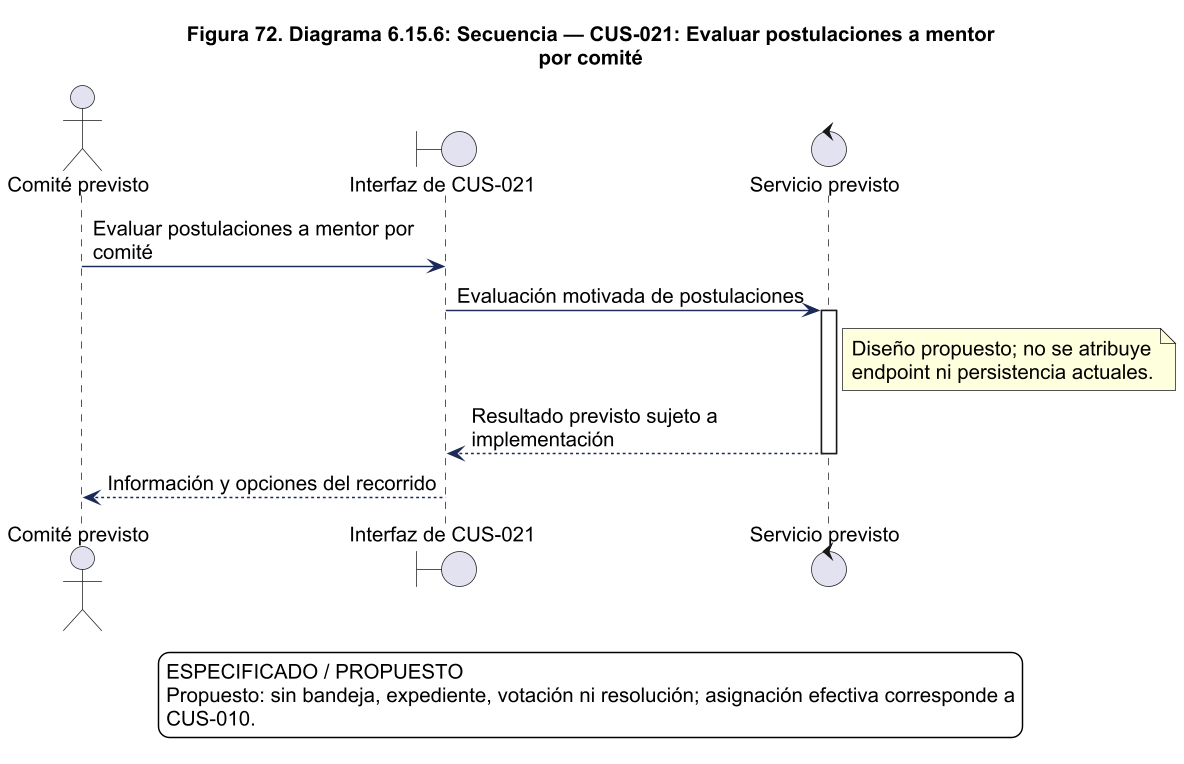 Figura 72. Diagrama 6.15.6: Secuencia — CUS-021: Evaluar postulaciones a mentor
por comité
Comité previsto
Interfaz de CUS-021
Servicio previsto
Evaluar postulaciones a mentor por
comité
Evaluación motivada de postulaciones
Diseño propuesto; no se atribuye
endpoint ni persistencia actuales.
Resultado previsto sujeto a
implementación
Información y opciones del recorrido
Comité previsto
Interfaz de CUS-021
Servicio previsto
ESPECIFICADO / PROPUESTO
Propuesto: sin bandeja, expediente, votación ni resolución; asignación efectiva corresponde a
CUS-010.